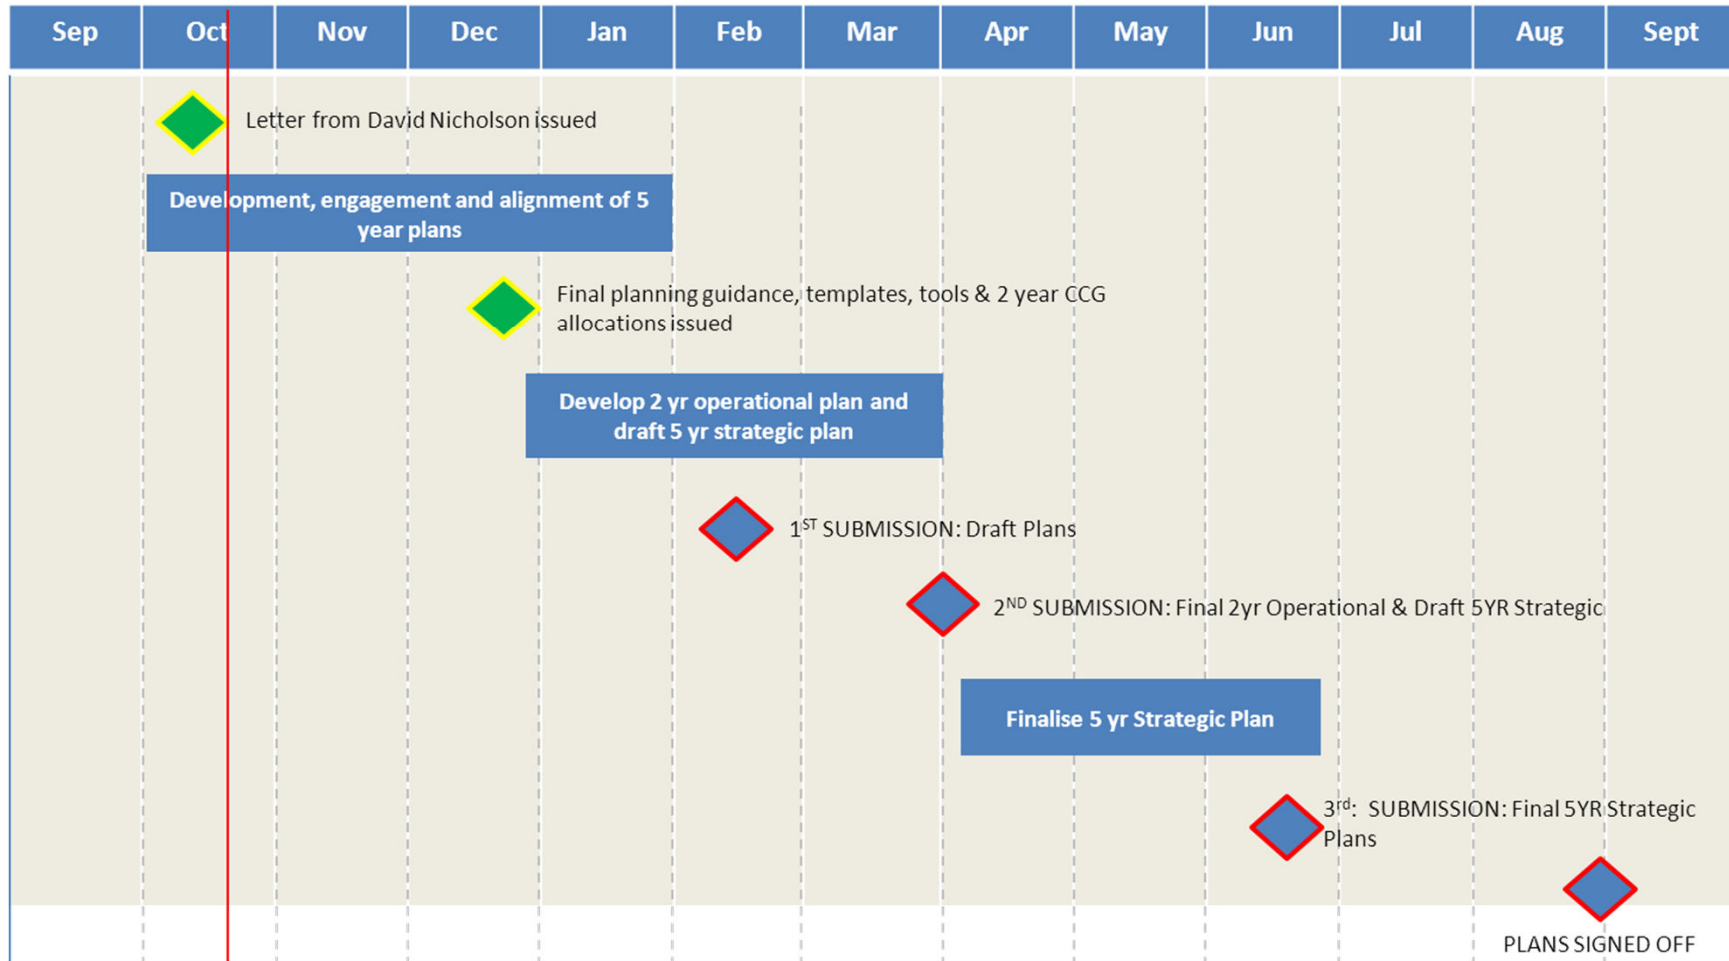 Sep Oct Nov Dec Jan Feb Mar Apr May Jun Jul Aug Sept
Letter from David Nicholson issued
Development, engagement and alignment of 5
year plans
Final planning guidance, templates, tools & 2 year CCG
allocations issued
Develop 2 yr operational plan and
draft 5 yr strategic plan
1ST SUBMISSION: Draft Plans
2ND SUBMISSION: Final 2yr Operational & Draft 5YR Strategic
Finalise 5 yr Strategic Plan
3rd: SUBMISSION: Final 5YR Strategic
Plans
PLANS SIGNED OFF